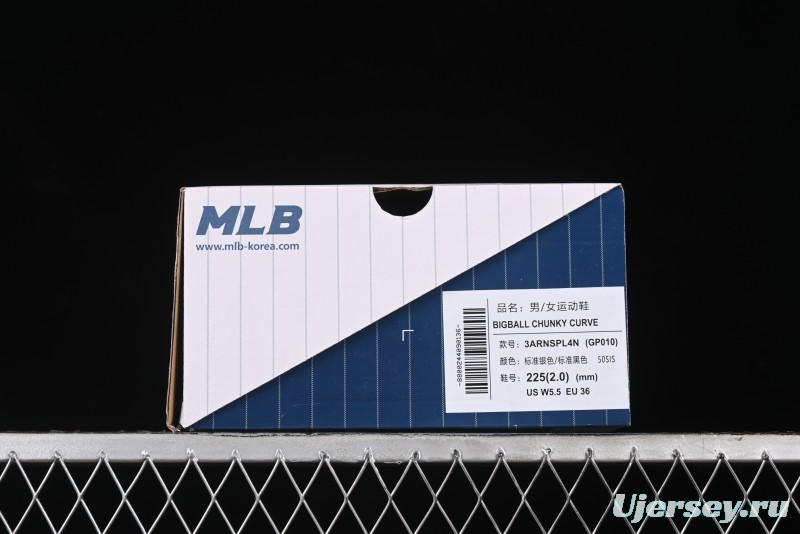 MLB
www.mlb-korea.com
品名：男/女运动鞋
BIGBALL CHUNKY CURVE
款号：3ARNSPL4N (GP010)
颜色：标准银色/标准黑色 50SIS
鞋号：225(2.0) (mm)
US W5.5 EU 36
-8800244090136-
Ujersey.ru